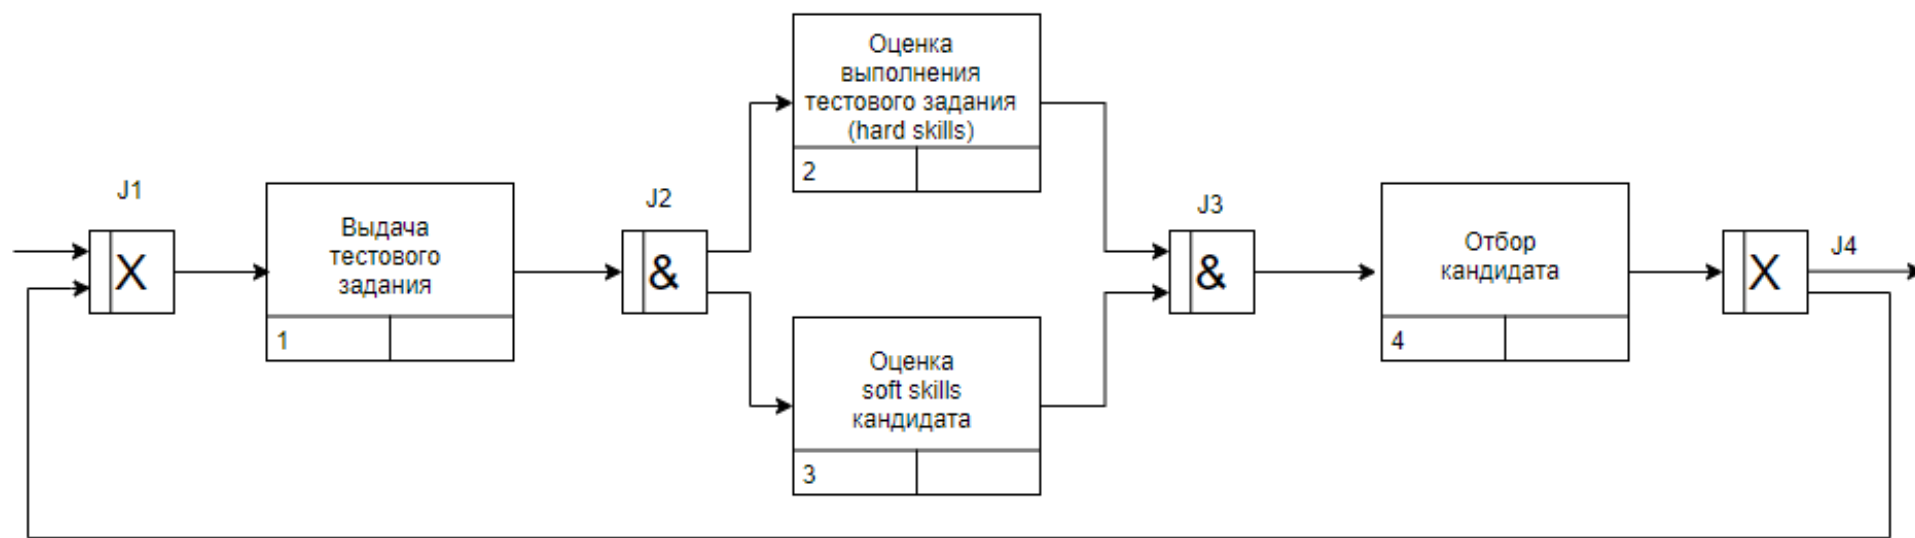 J1
X
Выдача
тестового
задания
1
J2
&
Оценка
выполнения
тестового задания
(hard skills)
2
Оценка
soft skills
кандидата
3
J3
&
Отбор
кандидата
4
X
J4